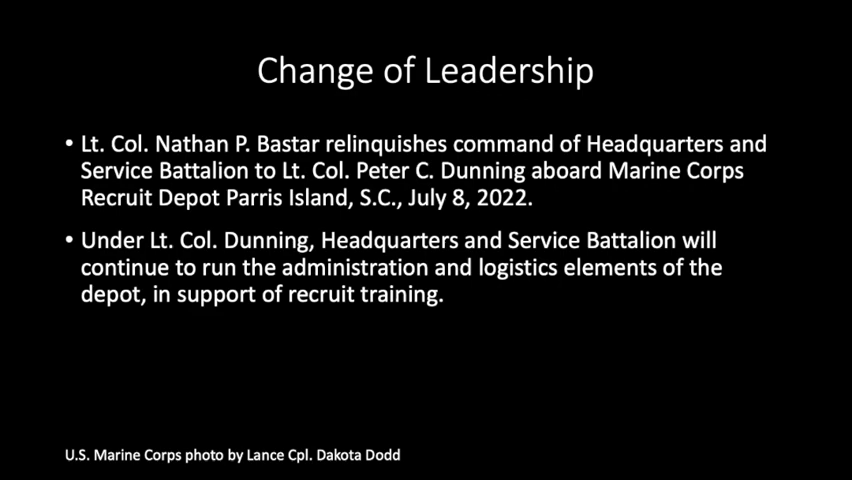 Change of Leadership
• Lt. Col. Nathan P. Bastar relinquishes command of Headquarters and
Service Battalion to Lt. Col. Peter C. Dunning aboard Marine Corps
Recruit Depot Parris Island, S.C., July 8, 2022.
• Under Lt. Col. Dunning, Headquarters and Service Battalion will
continue to run the administration and logistics elements of the
depot, in support of recruit training.
U.S. Marine Corps photo by Lance Cpl. Dakota Dodd